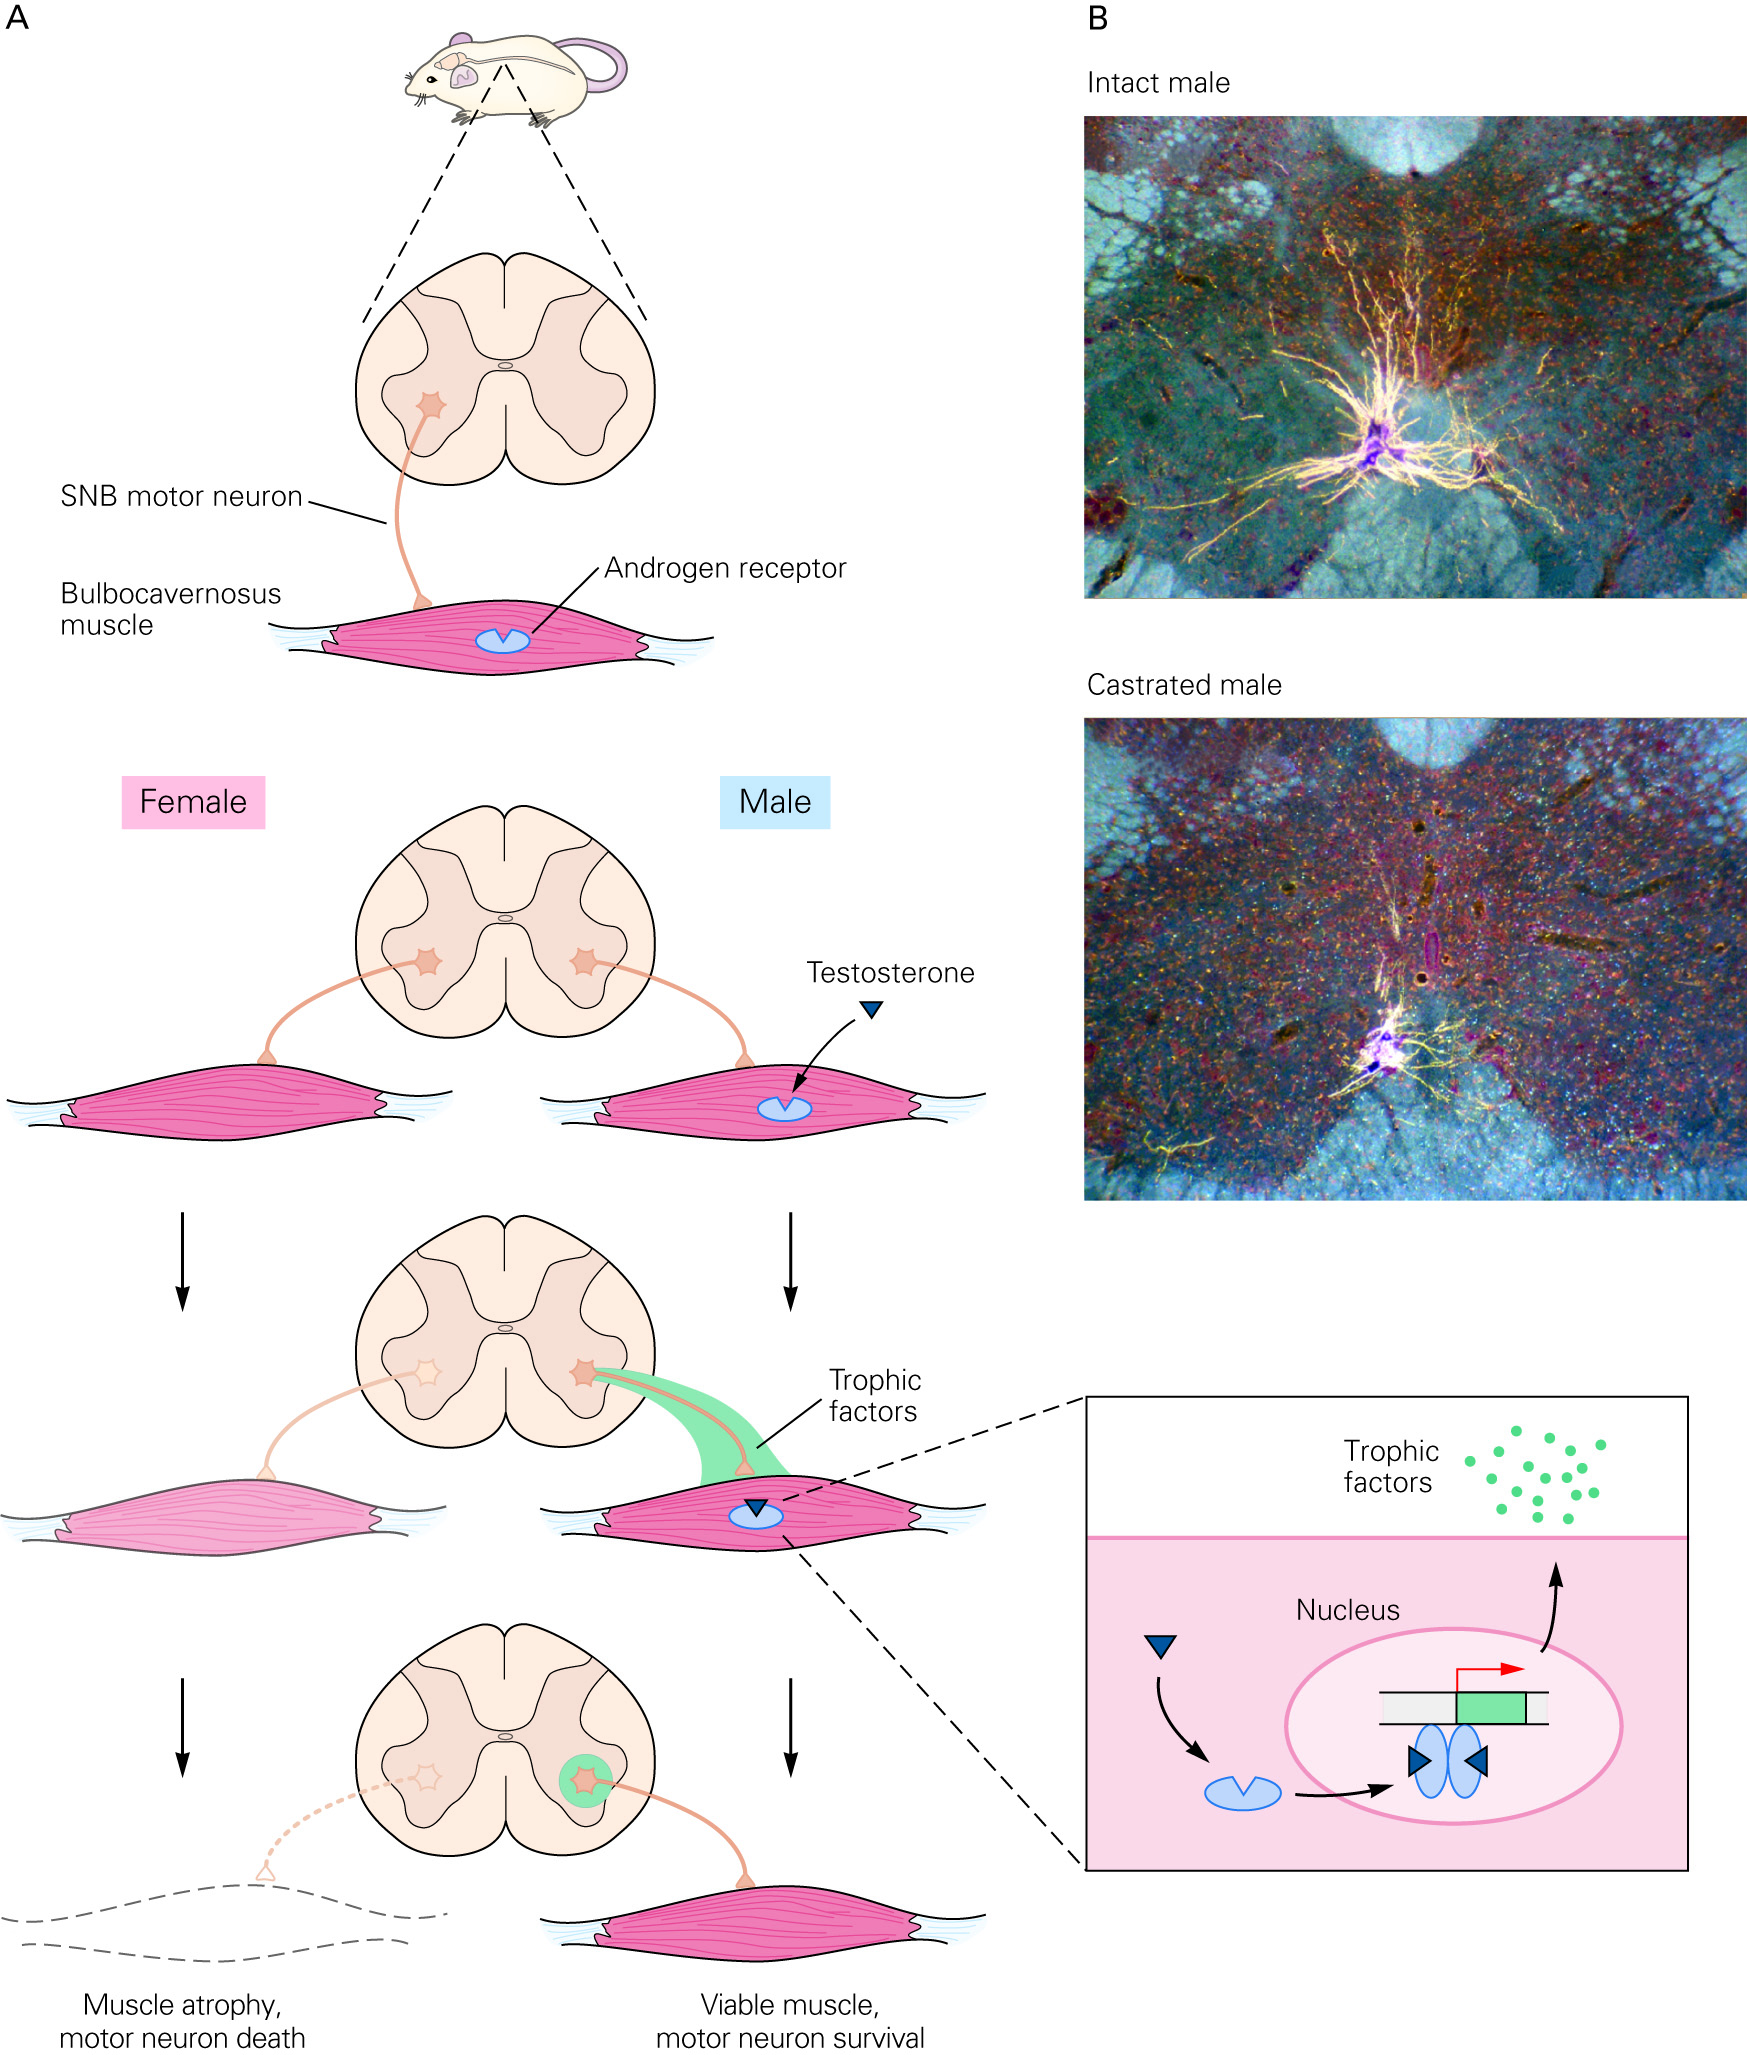 A
SNB motor neuron
Androgen receptor
Bulbocavernosus
muscle
Female
Male
Testosterone
Trophic
factors
Muscle atrophy,
motor neuron death
Viable muscle,
motor neuron survival
B
Intact male
Castrated male
Trophic
factors
Nucleus